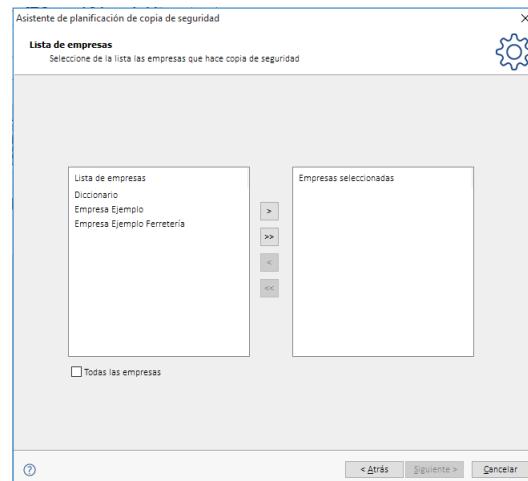 Asistente de planificación de copia de seguridad
Lista de empresas
Seleccione de la lista las empresas que hace copia de seguridad
Lista de empresas
Diccionario
Empresa Ejemplo
Empresa Ejemplo Ferretería
>
>>
<
<<
Empresas seleccionadas
Todas las empresas
< Atrás
Siguiente >
Cancelar